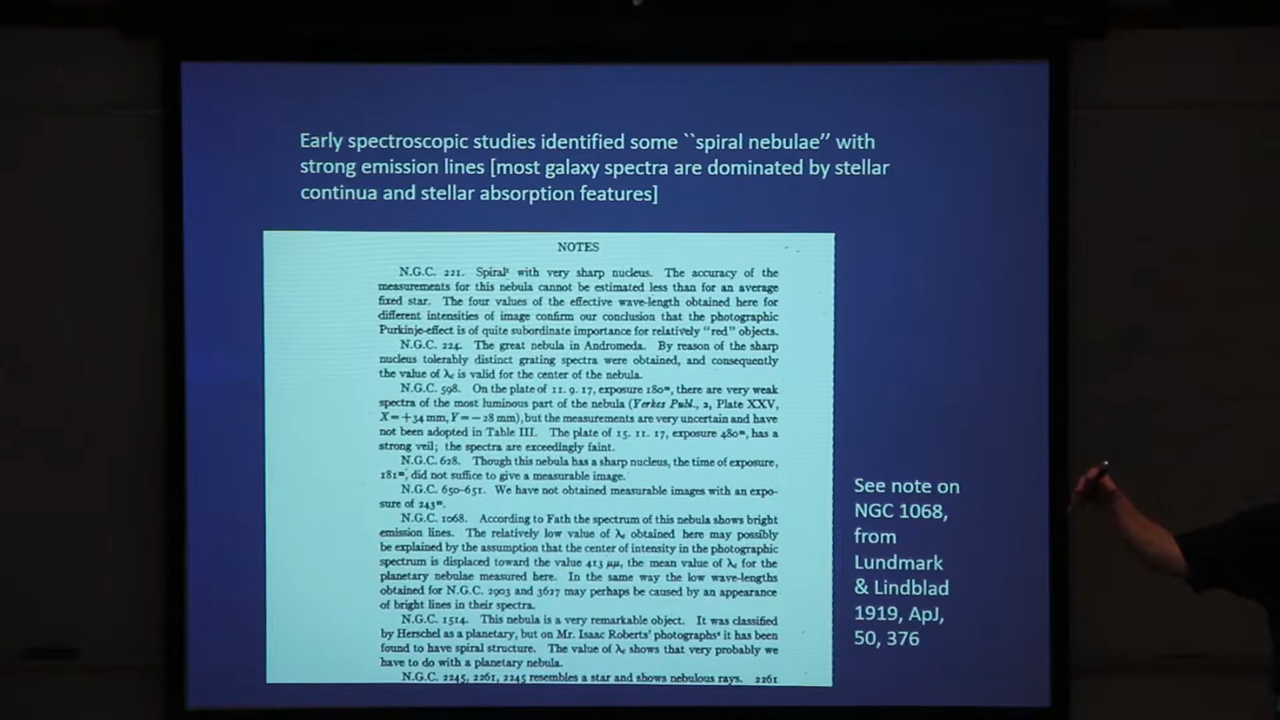 Early spectroscopic studies identified some ``spiral nebulae’’ with
strong emission lines [most galaxy spectra are dominated by stellar
continua and stellar absorption features]
NOTES
N.G.C. 221. Spiral¹ with very sharp nucleus. The accuracy of the
measurements for this nebula cannot be estimated less than for an average
fixed star. The four values of the effective wave-length obtained here for
different intensities of image confirm our conclusion that the photographic
Purkinje-effect is of quite subordinate importance for relatively “red” objects.
N.G.C. 224. The great nebula in Andromeda. By reason of the sharp
nucleus tolerably distinct grating spectra were obtained, and consequently
the value of λₑ is valid for the center of the nebula.
N.G.C. 598. On the plate of 11. 9. 17, exposure 180ᵐ, there are very weak
spectra of the most luminous part of the nebula (Yerkes Publ., 2, Plate XXV,
X=+34 mm, Y=−28 mm), but the measurements are very uncertain and have
not been adopted in Table III. The plate of 15. 11. 17, exposure 480ᵐ, has a
strong veil; the spectra are exceedingly faint.
N.G.C. 628. Though this nebula has a sharp nucleus, the time of exposure,
181ᵐ, did not suffice to give a measurable image.
N.G.C. 650–651. We have not obtained measurable images with an expo-
sure of 243ᵐ.
N.G.C. 1068. According to Fath the spectrum of this nebula shows bright
emission lines. The relatively low value of λₑ obtained here may possibly
be explained by the assumption that the center of intensity in the photographic
spectrum is displaced toward the value 413 μμ, the mean value of λₑ for the
planetary nebulae measured here. In the same way the low wave-lengths
obtained for N.G.C. 2903 and 3627 may perhaps be caused by an appearance
of bright lines in their spectra.
N.G.C. 1514. This nebula is a very remarkable object. It was classified
by Herschel as a planetary, but on Mr. Isaac Roberts’ photographs² it has been
found to have spiral structure. The value of λₑ shows that very probably we
have to do with a planetary nebula.
N.G.C. 2245, 2261, 2245 resembles a star and shows nebulous rays. 2261
See note on
NGC 1068,
from
Lundmark
& Lindblad
1919, ApJ,
50, 376